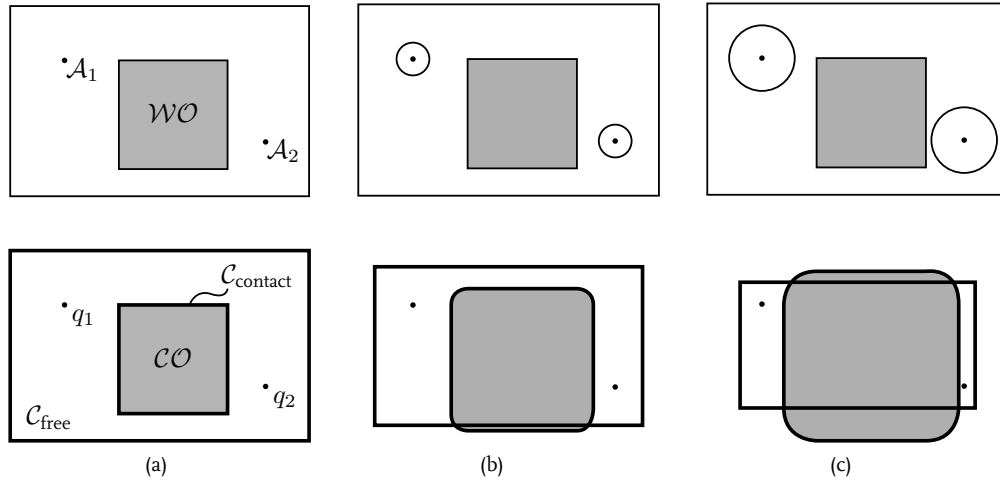 𝒜₁
𝒲𝒪
𝒜₂
𝒞contact
q₁
𝒞𝒪
q₂
𝒞free
(a) (b) (c)